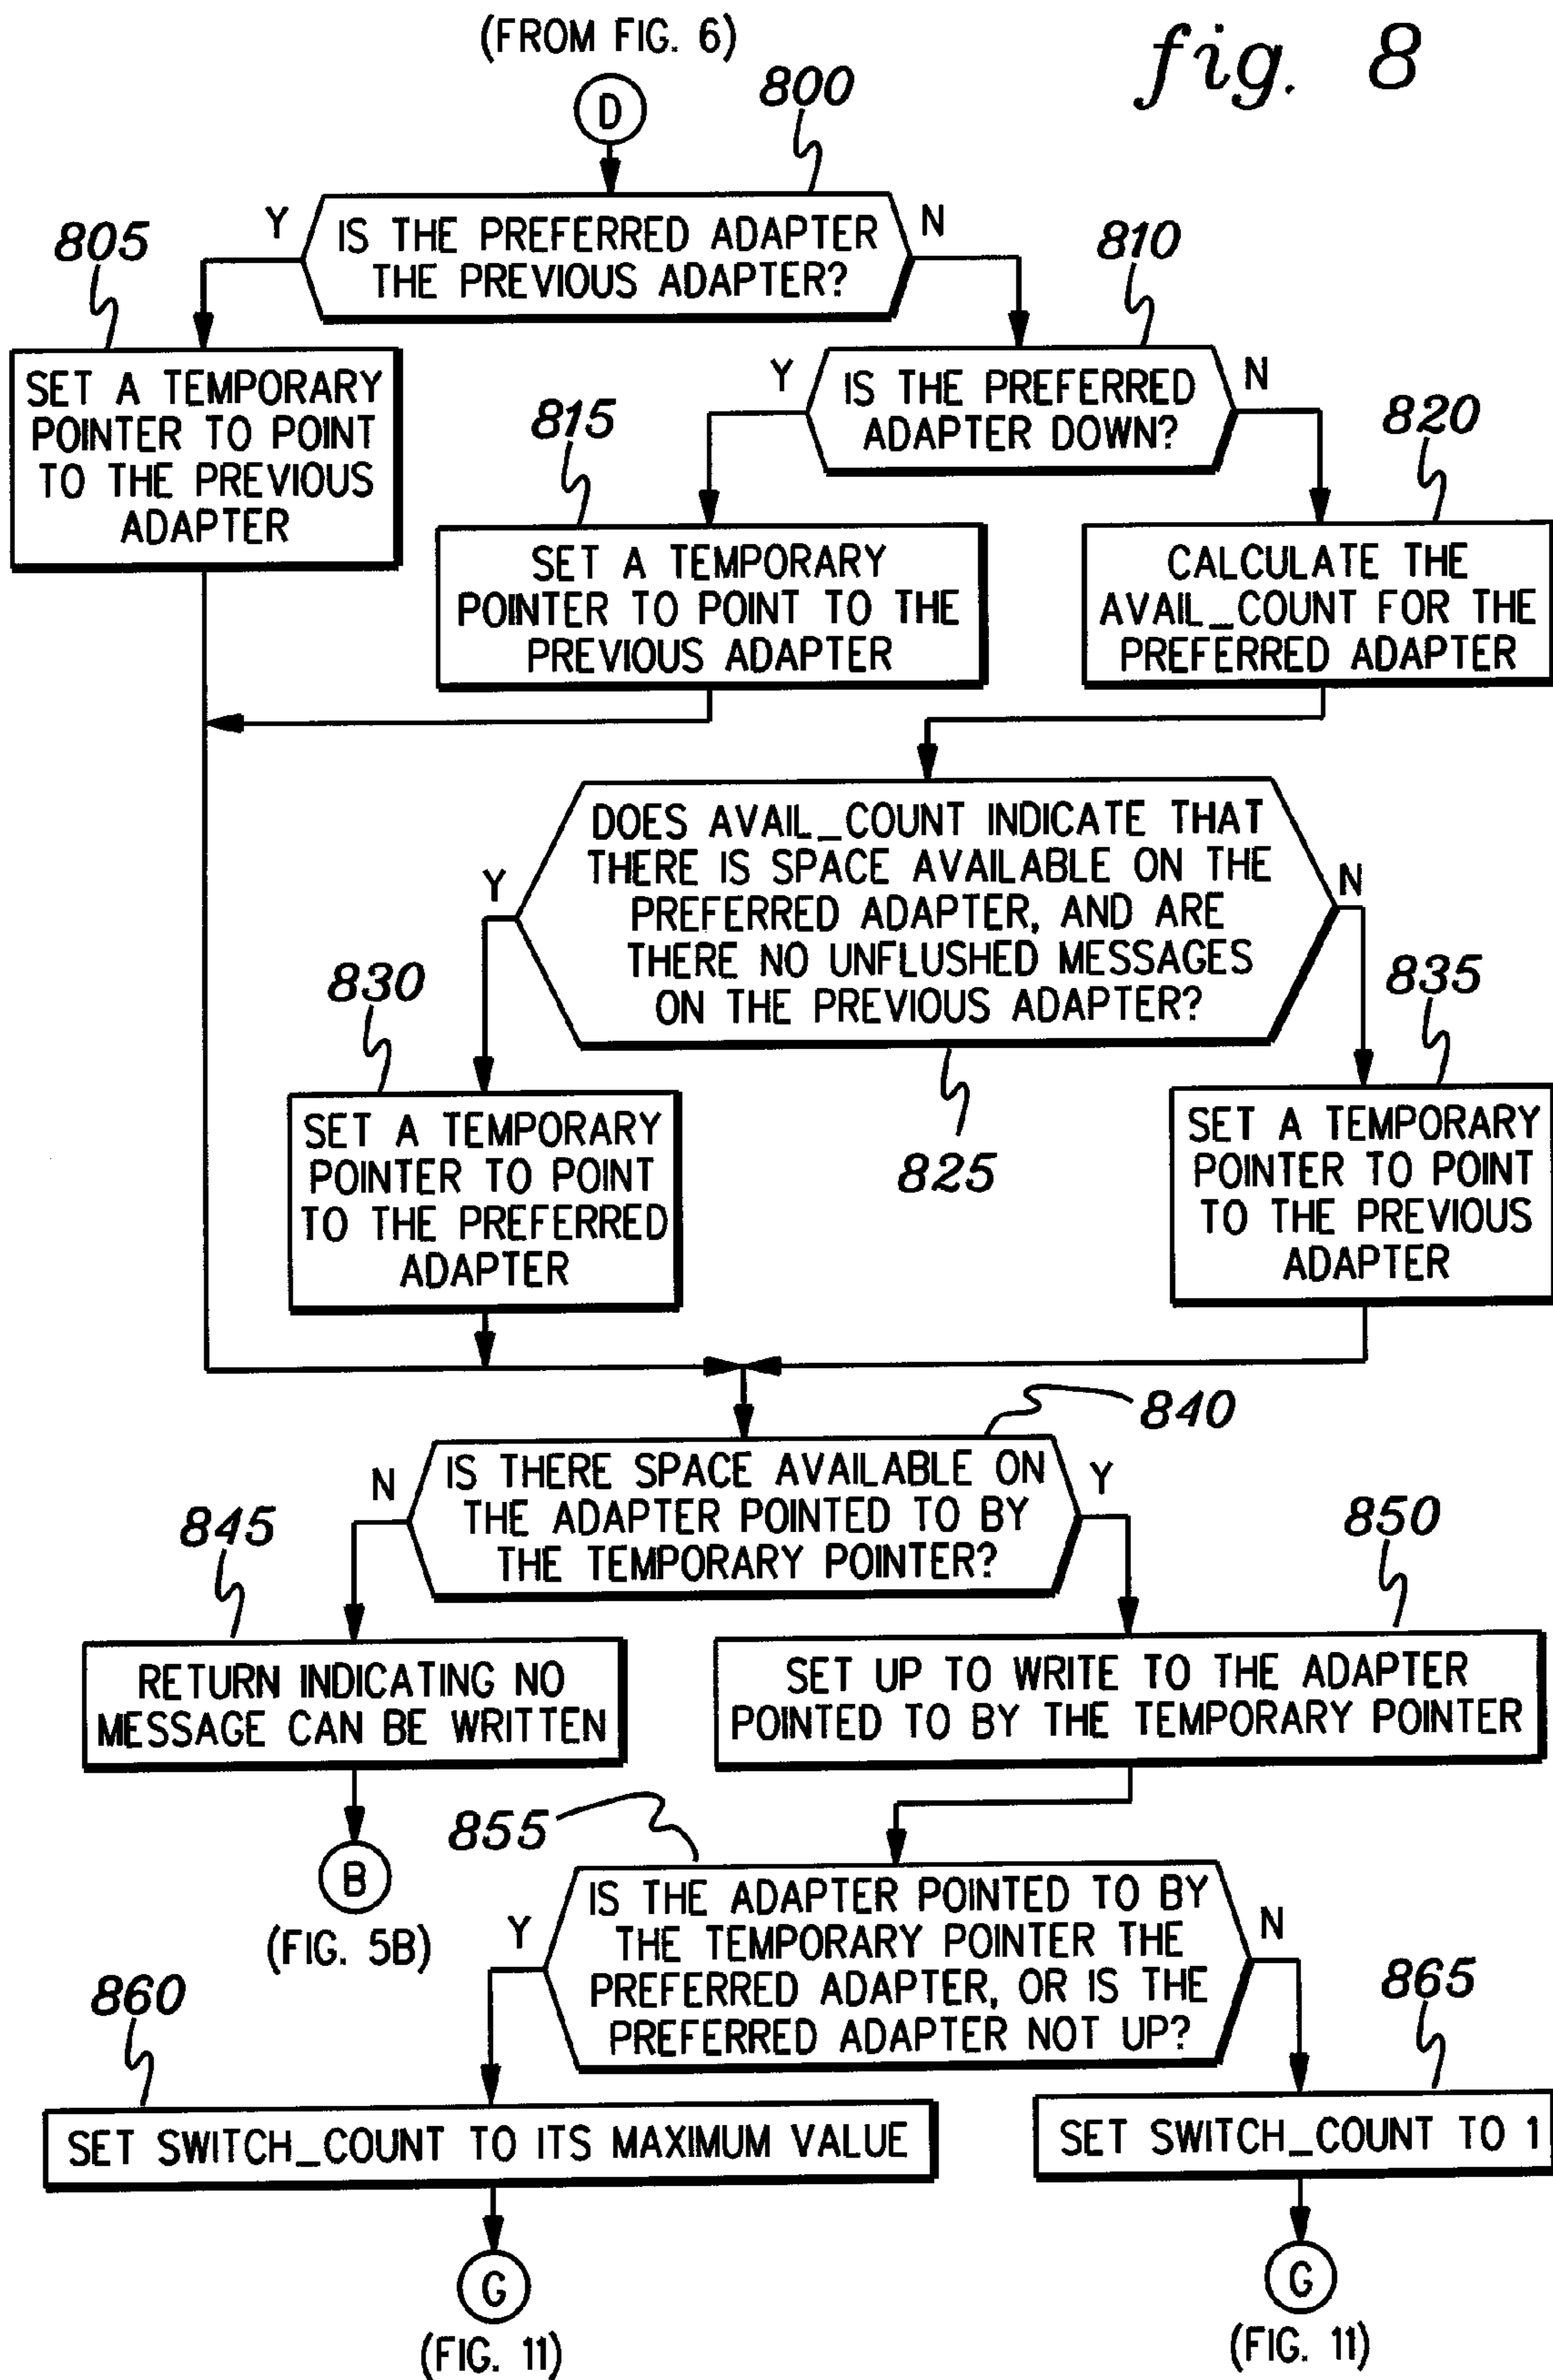 (FROM FIG. 6)
fig. 8
D
800
Y
IS THE PREFERRED ADAPTER
THE PREVIOUS ADAPTER?
N
805
810
SET A TEMPORARY
POINTER TO POINT
TO THE PREVIOUS
ADAPTER
Y
IS THE PREFERRED
ADAPTER DOWN?
N
815
820
SET A TEMPORARY
POINTER TO POINT TO THE
PREVIOUS ADAPTER
CALCULATE THE
AVAIL_COUNT FOR THE
PREFERRED ADAPTER
Y
DOES AVAIL_COUNT INDICATE THAT
THERE IS SPACE AVAILABLE ON THE
PREFERRED ADAPTER, AND ARE
THERE NO UNFLUSHED MESSAGES
ON THE PREVIOUS ADAPTER?
N
830
825
835
SET A TEMPORARY
POINTER TO POINT
TO THE PREFERRED
ADAPTER
SET A TEMPORARY
POINTER TO POINT
TO THE PREVIOUS
ADAPTER
840
N
IS THERE SPACE AVAILABLE ON
THE ADAPTER POINTED TO BY
THE TEMPORARY POINTER?
Y
845
850
RETURN INDICATING NO
MESSAGE CAN BE WRITTEN
SET UP TO WRITE TO THE ADAPTER
POINTED TO BY THE TEMPORARY POINTER
B
(FIG. 5B)
855
Y
IS THE ADAPTER POINTED TO BY
THE TEMPORARY POINTER THE
PREFERRED ADAPTER, OR IS THE
PREFERRED ADAPTER NOT UP?
N
860
865
SET SWITCH_COUNT TO ITS MAXIMUM VALUE
SET SWITCH_COUNT TO 1
G
(FIG. 11)
G
(FIG. 11)